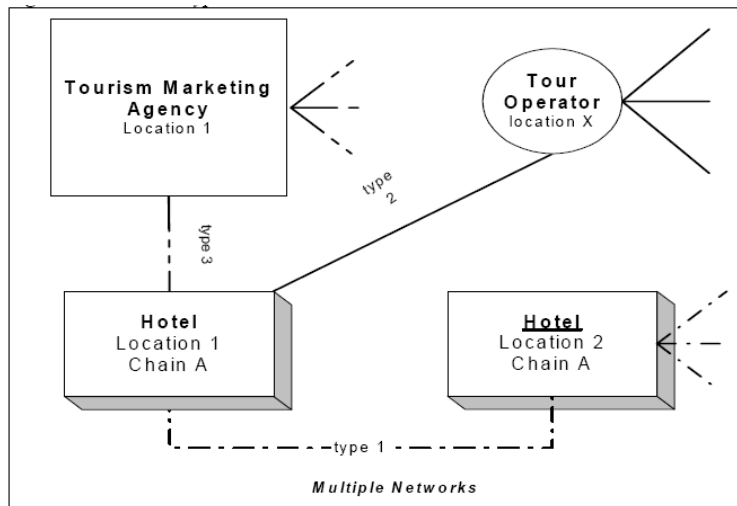 Tourism Marketing
Agency
Location 1
Tour
Operator
location X
type
2
type 3
Hotel
Location 1
Chain A
Hotel
Location 2
Chain A
type 1
Multiple Networks